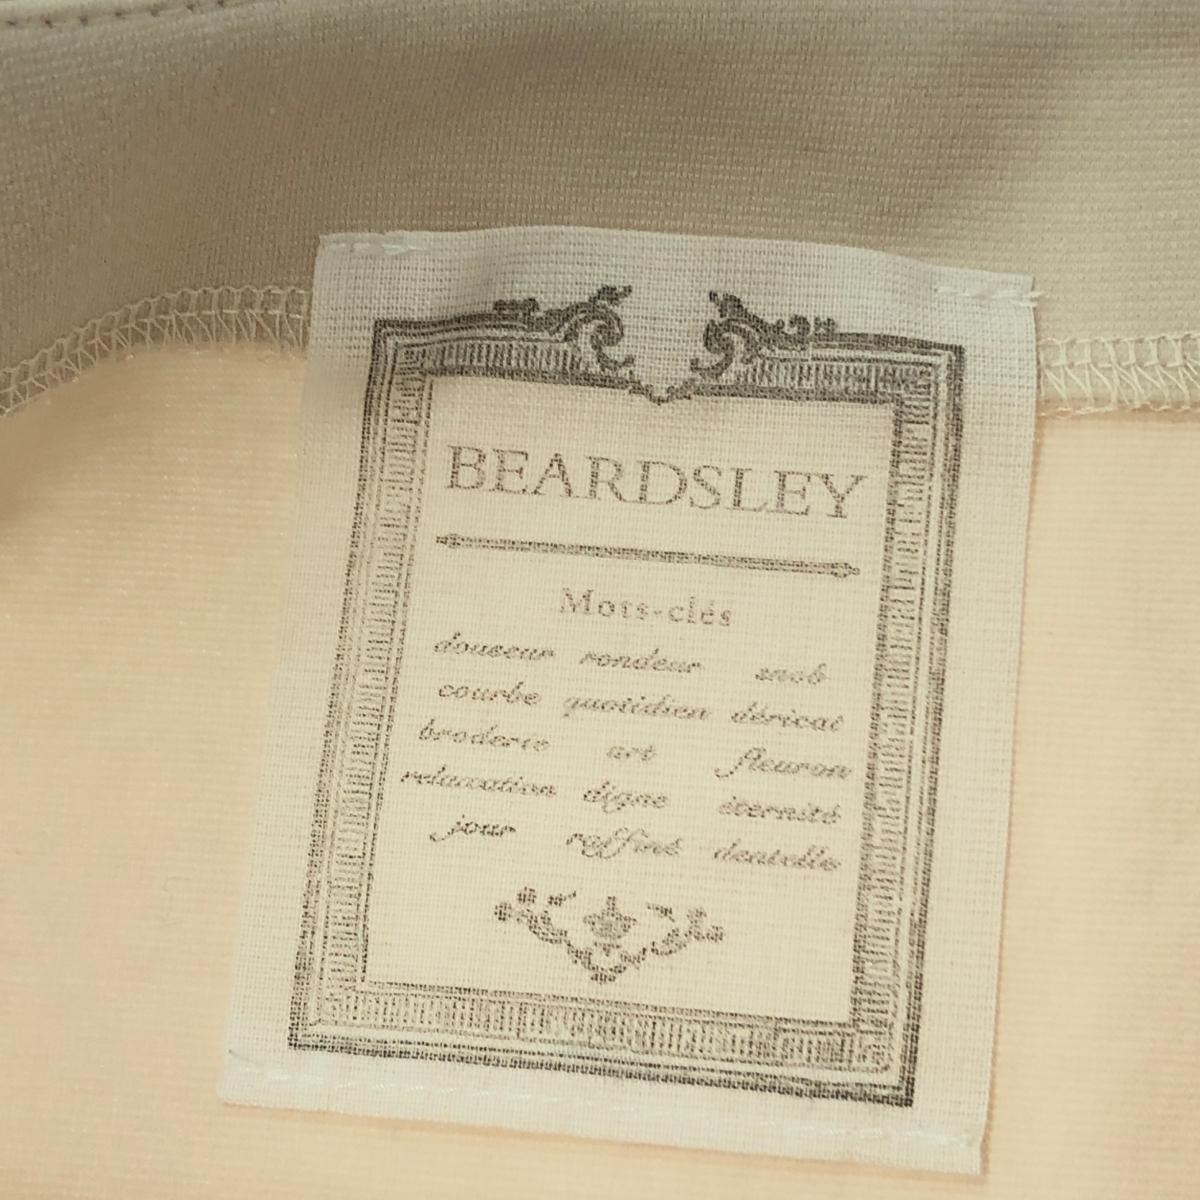 BEARDSLEY
Mots-clés
douceur rondeur snob
courbe quotidien délicat
broderie art fleuron
relaxation digne éternité
jour raffiné dentelle